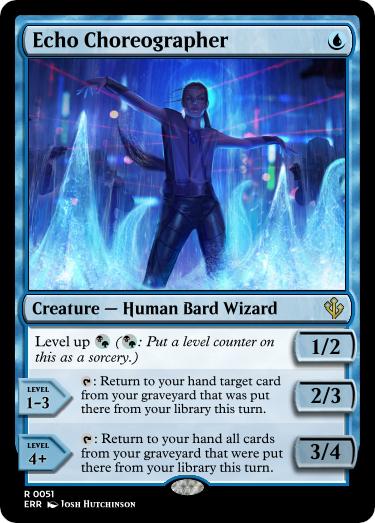 Echo Choreographer
Creature — Human Bard Wizard
Level up (: Put a level counter on
this as a sorcery.)
1/2
LEVEL
1-3
: Return to your hand target card
from your graveyard that was put
there from your library this turn.
2/3
LEVEL
4+
: Return to your hand all cards
from your graveyard that were put
there from your library this turn.
3/4
R 0051
ERR Josh Hutchinson